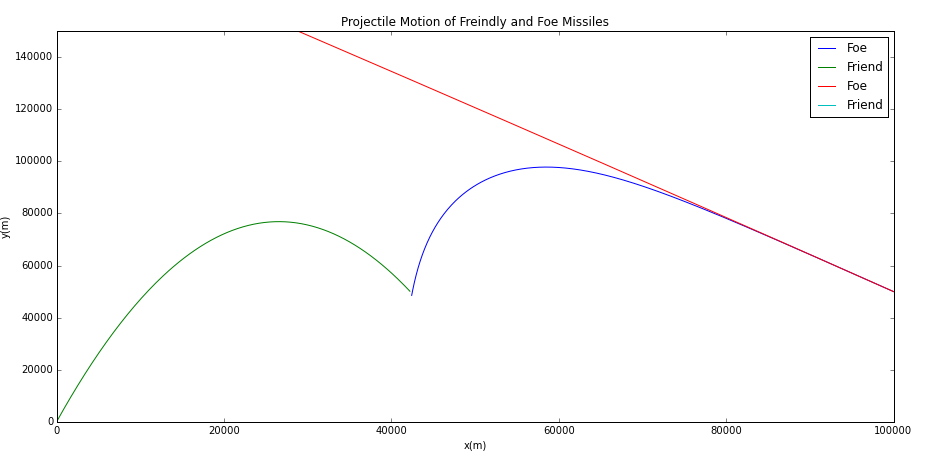 Projectile Motion of Freindly and Foe Missiles
Foe
Friend
Foe
Friend
y(m)
140000
120000
100000
80000
60000
40000
20000
0
0 20000 40000 60000 80000 100000
x(m)